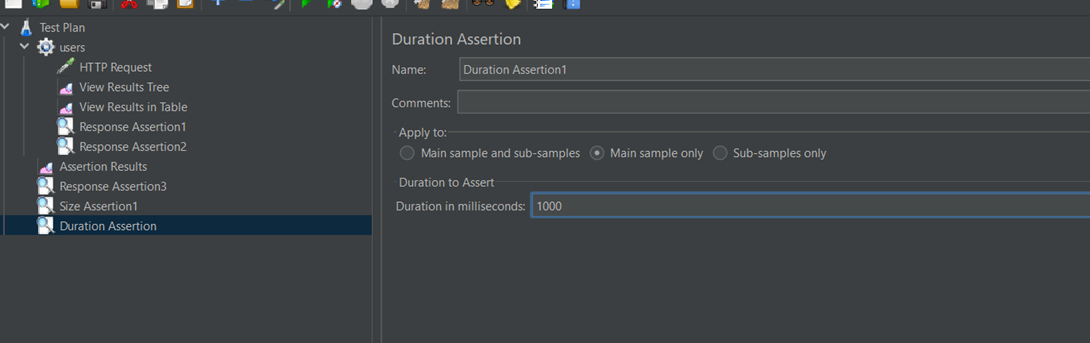 Test Plan
users
HTTP Request
View Results Tree
View Results in Table
Response Assertion1
Response Assertion2
Assertion Results
Response Assertion3
Size Assertion1
Duration Assertion
Duration Assertion
Name: Duration Assertion1
Comments:
Apply to:
Main sample and sub-samples Main sample only Sub-samples only
Duration to Assert
Duration in milliseconds: 1000